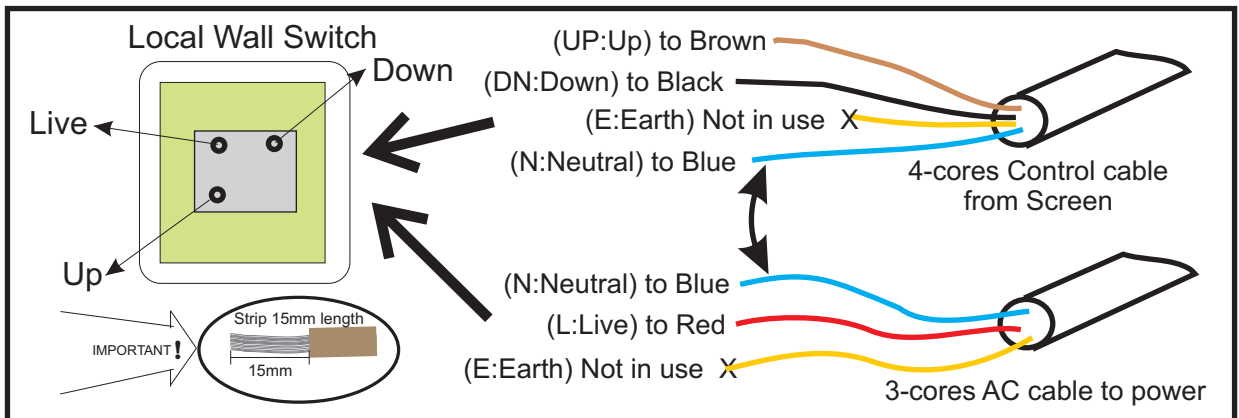 Local Wall Switch
Down
Live
Up
IMPORTANT!
Strip 15mm length
15mm
(UP:Up) to Brown
(DN:Down) to Black
(E:Earth) Not in use X
(N:Neutral) to Blue
4-cores Control cable
from Screen
(N:Neutral) to Blue
(L:Live) to Red
(E:Earth) Not in use X
3-cores AC cable to power